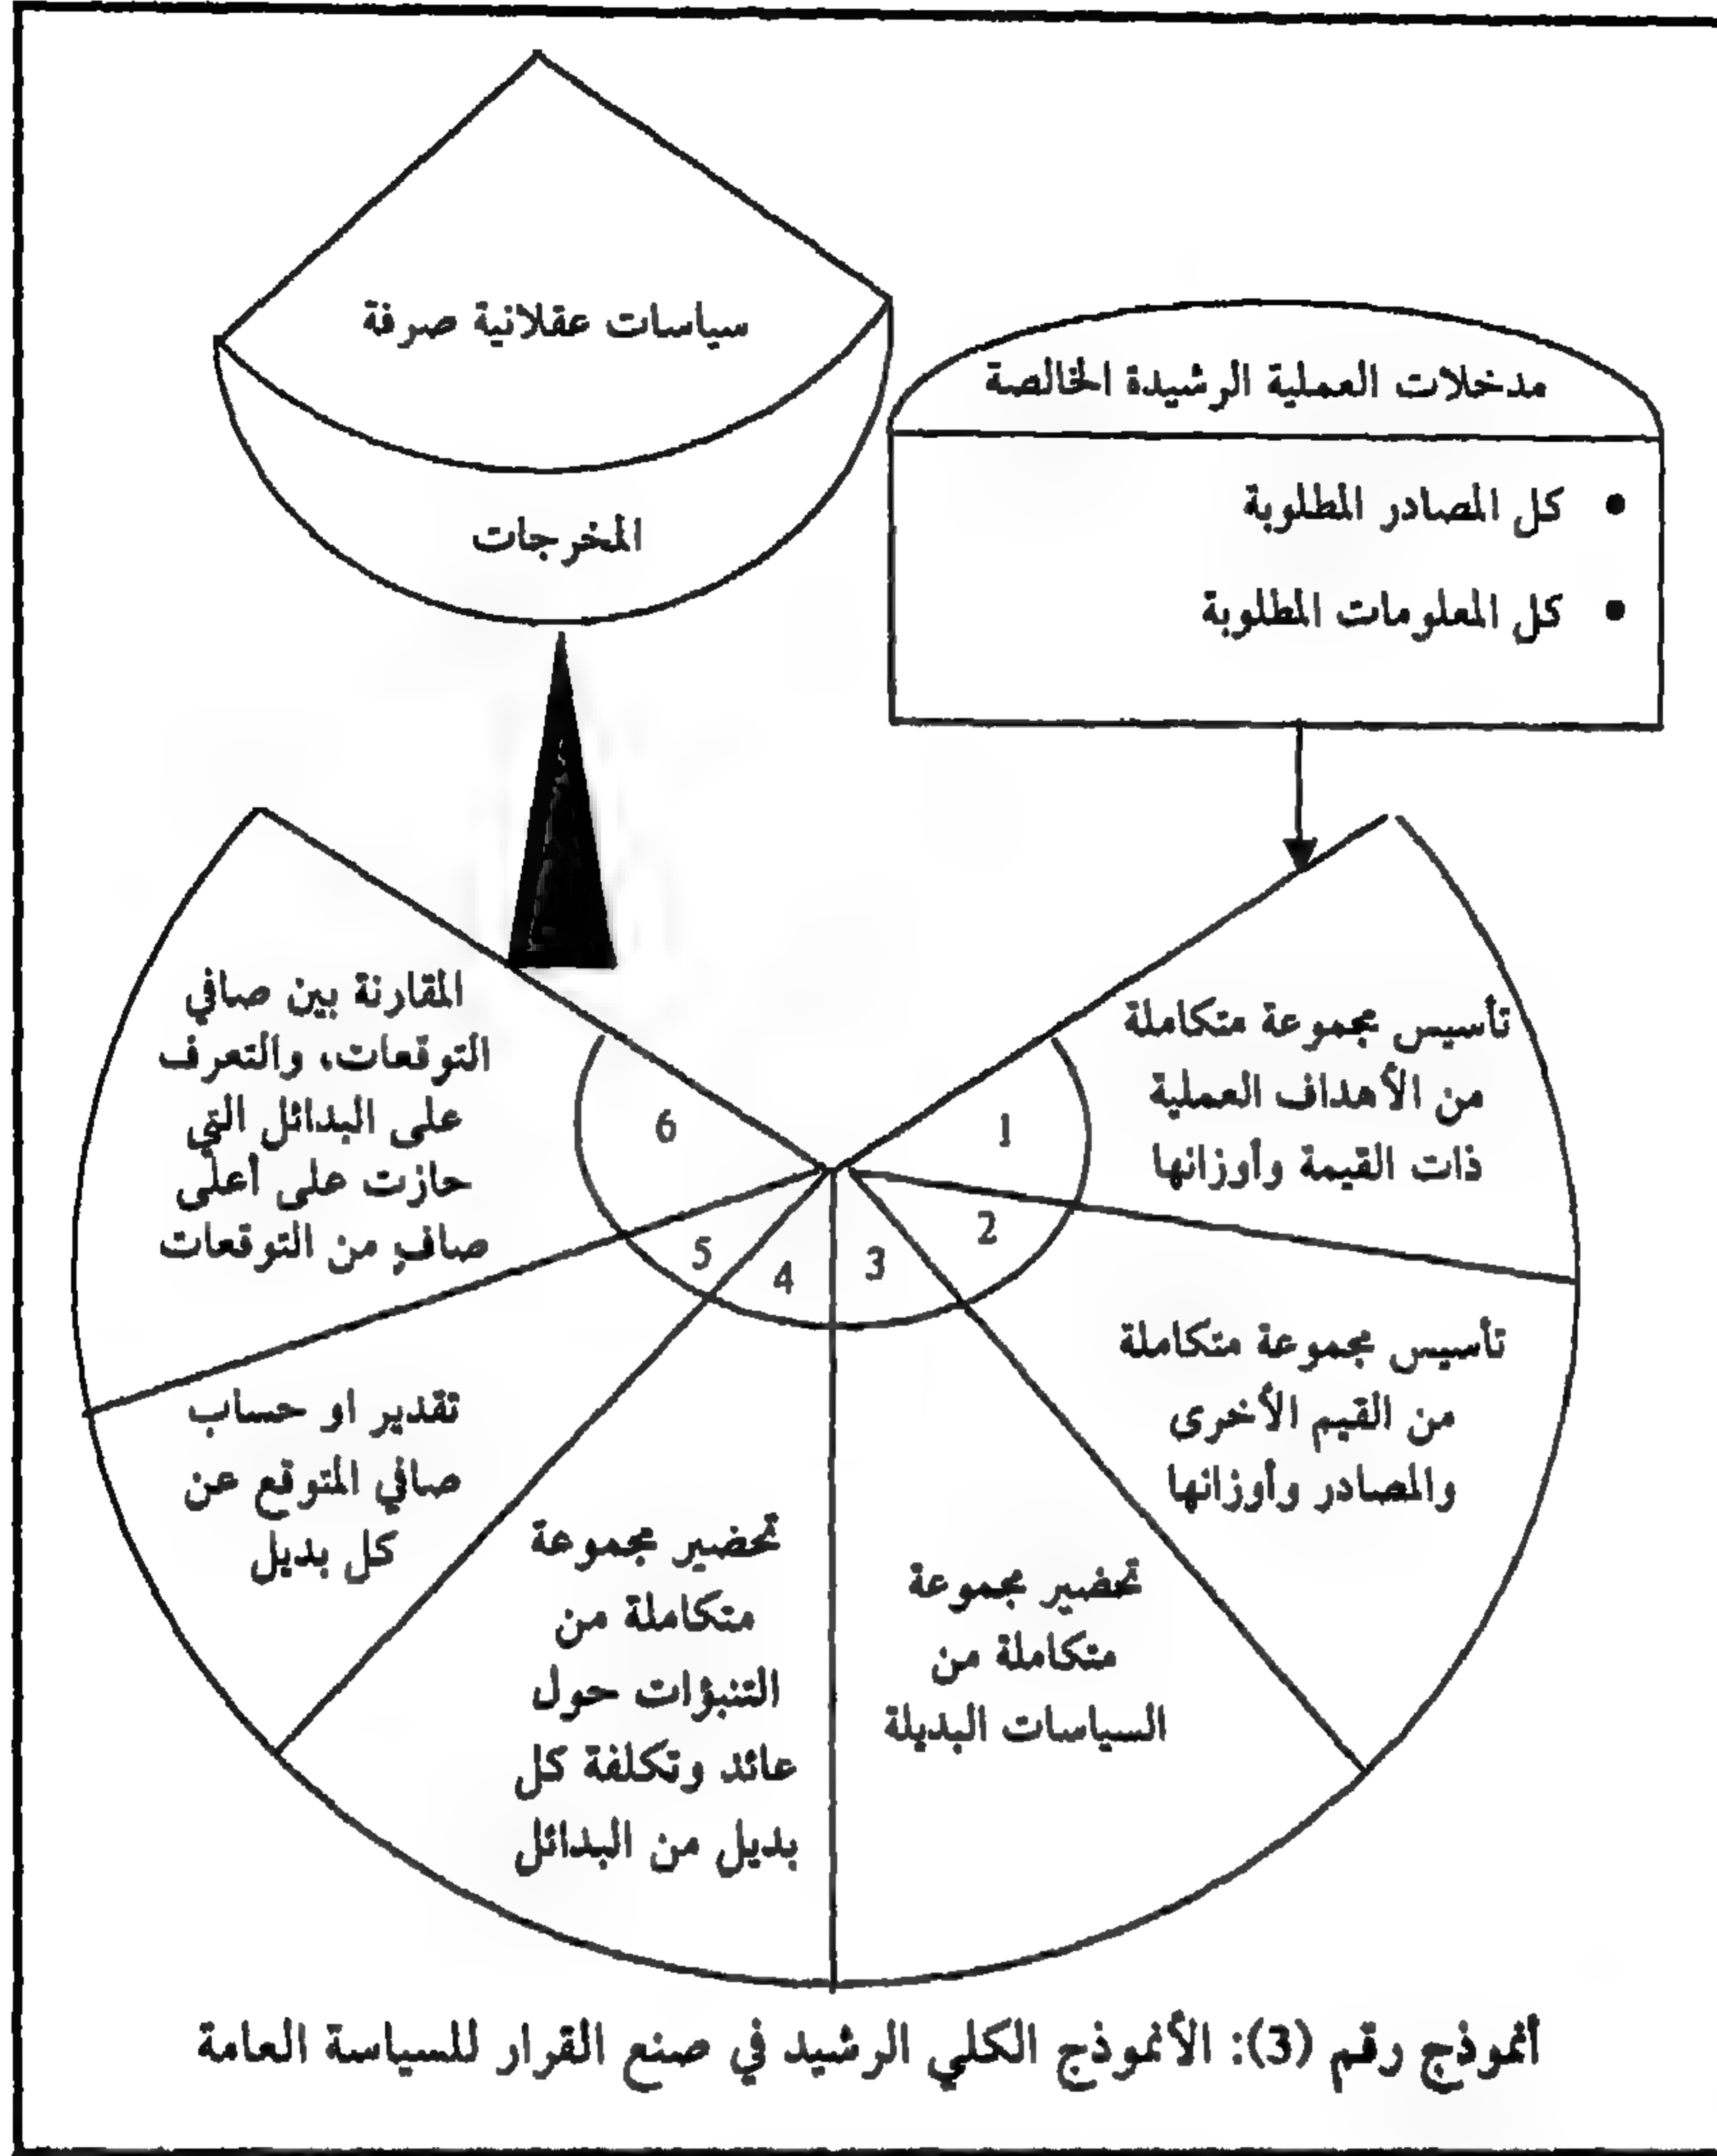 سياسات عقلانية صرفة
المخرجات
مدخلات العملية الرشيدة الخالصة
• كل المصادر المطلوبة
• كل المعلومات المطلوبة
1
تأسيس مجموعة متكاملة
من الأهداف العملية
ذات القيمة وأوزانها
2
تأسيس مجموعة متكاملة
من القيم الأخرى
والمصادر وأوزانها
3
تحضير مجموعة
متكاملة من
السياسات البديلة
4
تحضير مجموعة
متكاملة من
التنبؤات حول
عائد وتكلفة كل
بديل من البدائل
5
تقدير او حساب
صافي المتوقع عن
كل بديل
6
المقارنة بين صافي
التوقعات، والتعرف
على البدائل التي
حازت على أعلى
صافٍ من التوقعات
أنموذج رقم (3): الأنموذج الكلي الرشيد في صنع القرار للسياسة العامة